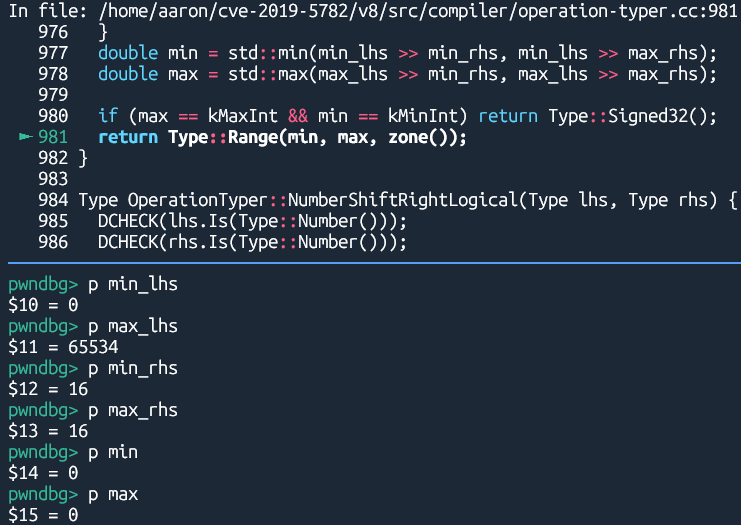 In file: /home/aaron/cve-2019-5782/v8/src/compiler/operation-typer.cc:981
976 }
977 double min = std::min(min_lhs >> min_rhs, min_lhs >> max_rhs);
978 double max = std::max(max_lhs >> min_rhs, max_lhs >> max_rhs);
979
980 if (max == kMaxInt && min == kMinInt) return Type::Signed32();
► 981 return Type::Range(min, max, zone());
982 }
983
984 Type OperationTyper::NumberShiftRightLogical(Type lhs, Type rhs) {
985 DCHECK(lhs.Is(Type::Number()));
986 DCHECK(rhs.Is(Type::Number()));
pwndbg> p min_lhs
$10 = 0
pwndbg> p max_lhs
$11 = 65534
pwndbg> p min_rhs
$12 = 16
pwndbg> p max_rhs
$13 = 16
pwndbg> p min
$14 = 0
pwndbg> p max
$15 = 0